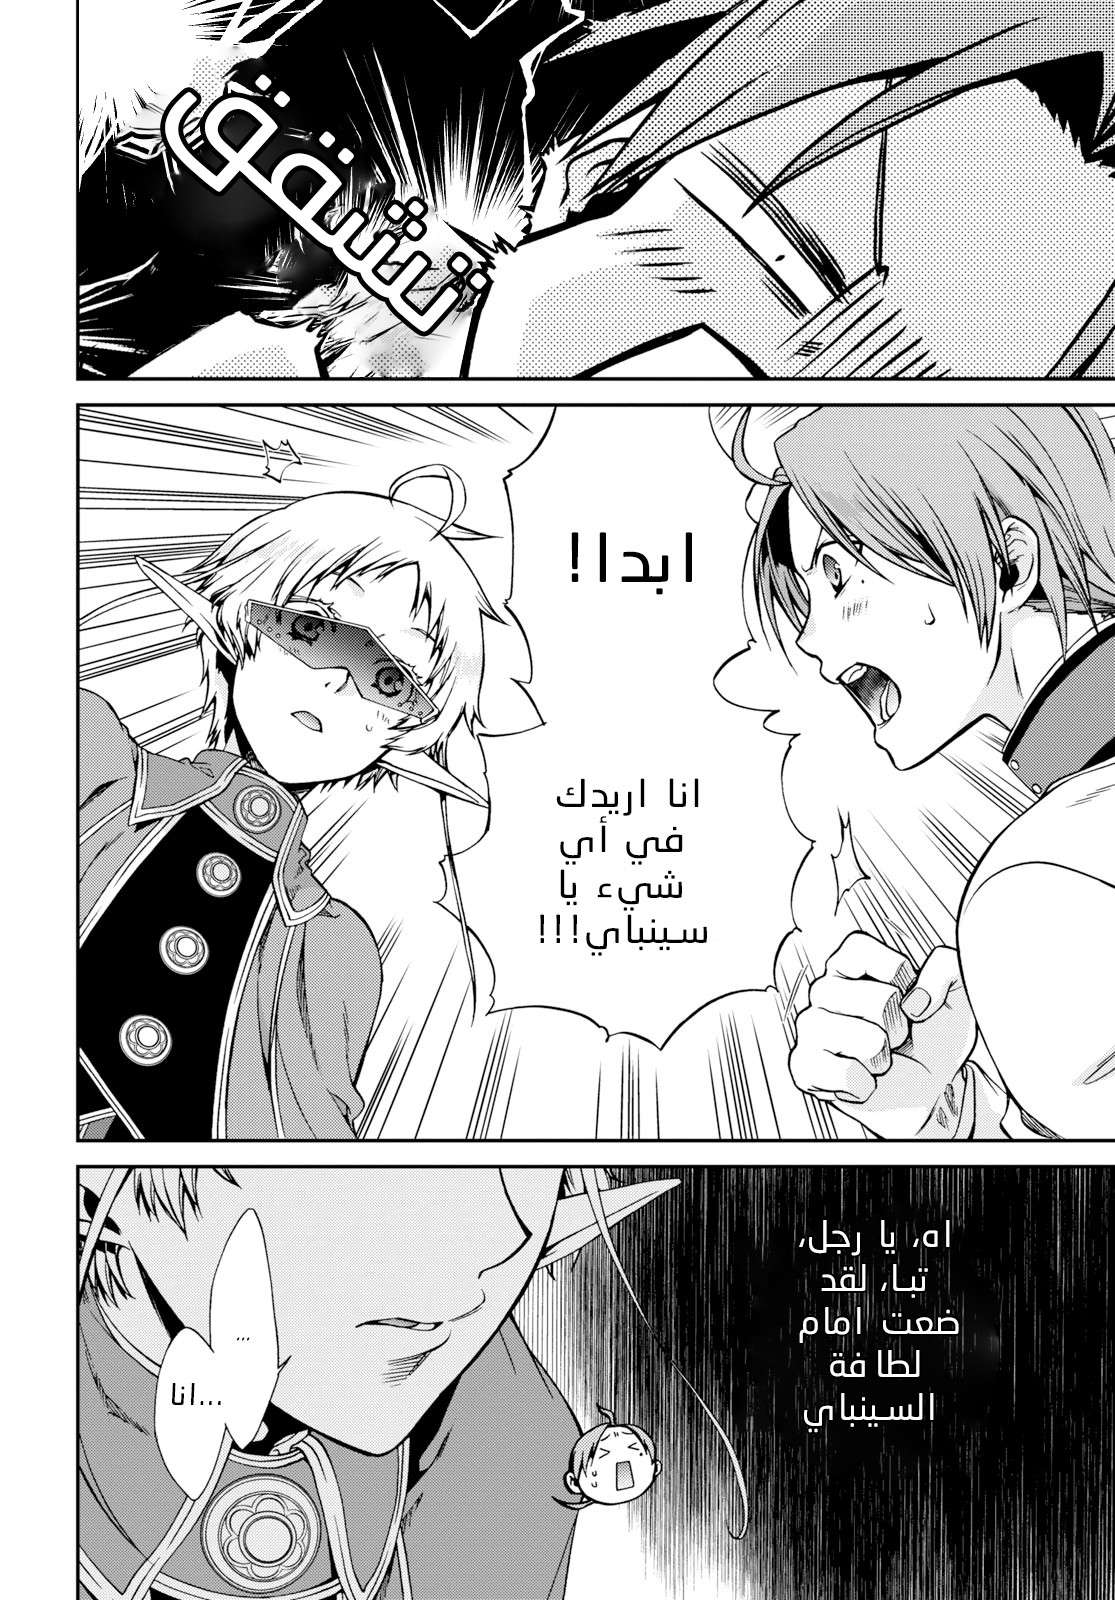 تشقق
ابدا!
انا اريدك
في أي
شيء يا
سينباي!!!
اه، يا رجل،
تبا، لقد
ضعت امام
لطافة
السينباي
...
...انا